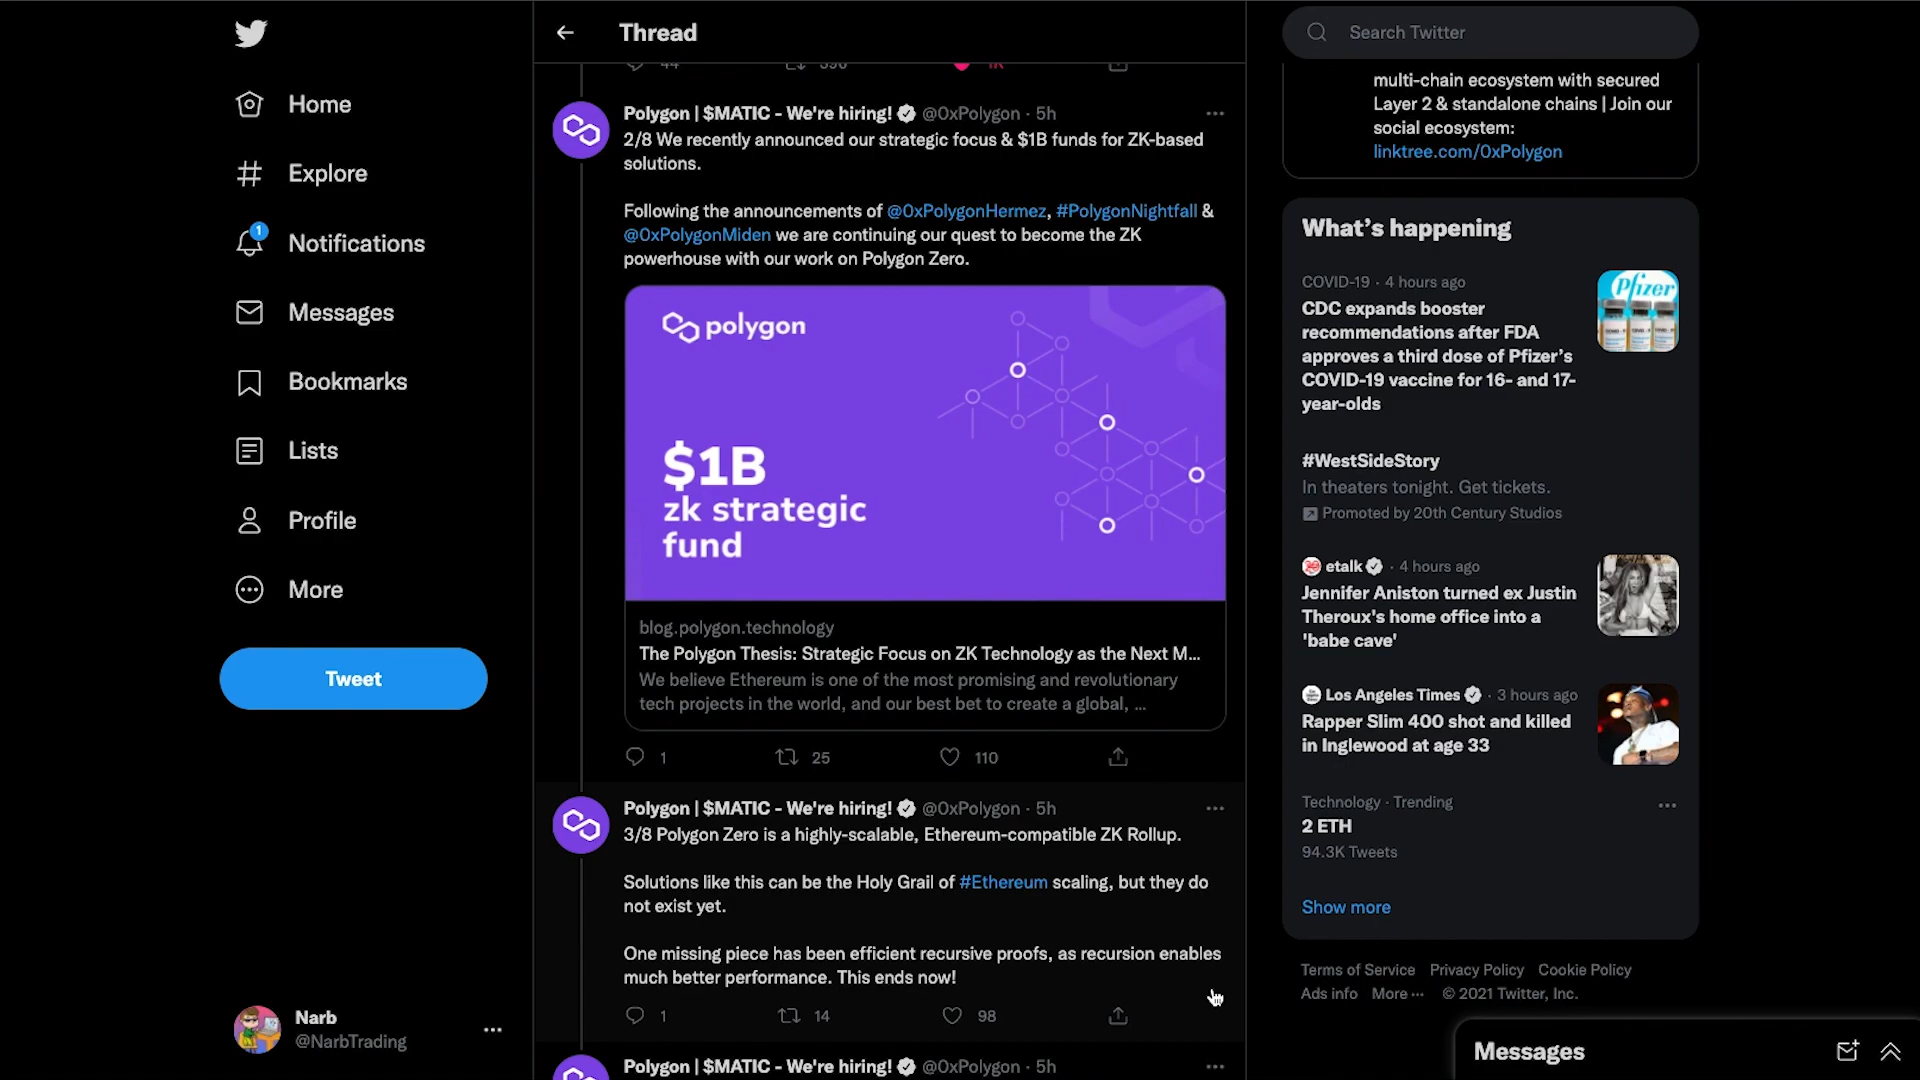 Home
Explore
1
Notifications
Messages
Bookmarks
Lists
Profile
More
Tweet
Narb
@NarbTrading
Thread
44 390 1K
Polygon | $MATIC - We're hiring! @0xPolygon · 5h
2/8 We recently announced our strategic focus & $1B funds for ZK-based
solutions.
Following the announcements of @0xPolygonHermez, #PolygonNightfall &
@0xPolygonMiden we are continuing our quest to become the ZK
powerhouse with our work on Polygon Zero.
polygon
$1B
zk strategic
fund
blog.polygon.technology
The Polygon Thesis: Strategic Focus on ZK Technology as the Next M...
We believe Ethereum is one of the most promising and revolutionary
tech projects in the world, and our best bet to create a global, ...
1 25 110
Polygon | $MATIC - We're hiring! @0xPolygon · 5h
3/8 Polygon Zero is a highly-scalable, Ethereum-compatible ZK Rollup.
Solutions like this can be the Holy Grail of #Ethereum scaling, but they do
not exist yet.
One missing piece has been efficient recursive proofs, as recursion enables
much better performance. This ends now!
1 14 98
Polygon | $MATIC - We're hiring! @0xPolygon · 5h
Search Twitter
multi-chain ecosystem with secured
Layer 2 & standalone chains | Join our
social ecosystem:
linktree.com/0xPolygon
What's happening
COVID-19 · 4 hours ago
CDC expands booster
recommendations after FDA
approves a third dose of Pfizer's
COVID-19 vaccine for 16- and 17-
year-olds
Pfizer
#WestSideStory
In theaters tonight. Get tickets.
Promoted by 20th Century Studios
etalk · 4 hours ago
Jennifer Aniston turned ex Justin
Theroux's home office into a
'babe cave'
Los Angeles Times · 3 hours ago
Rapper Slim 400 shot and killed
in Inglewood at age 33
Technology · Trending
2 ETH
94.3K Tweets
Show more
Terms of Service Privacy Policy Cookie Policy
Ads info More ··· © 2021 Twitter, Inc.
Messages